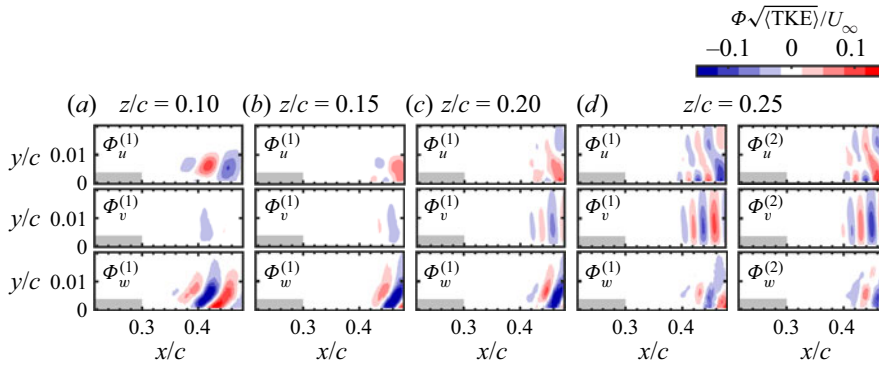 Φ√⟨TKE⟩/U∞
–0.1 0 0.1
(a) z/c = 0.10 (b) z/c = 0.15 (c) z/c = 0.20 (d) z/c = 0.25
y/c 0.01 0 Φu(1) Φu(1) Φu(1) Φu(1) Φu(2)
y/c 0.01 0 Φv(1) Φv(1) Φv(1) Φv(1) Φv(2)
y/c 0.01 0 Φw(1) Φw(1) Φw(1) Φw(1) Φw(2)
0.3 0.4 0.3 0.4 0.3 0.4 0.3 0.4 0.3 0.4
x/c x/c x/c x/c x/c